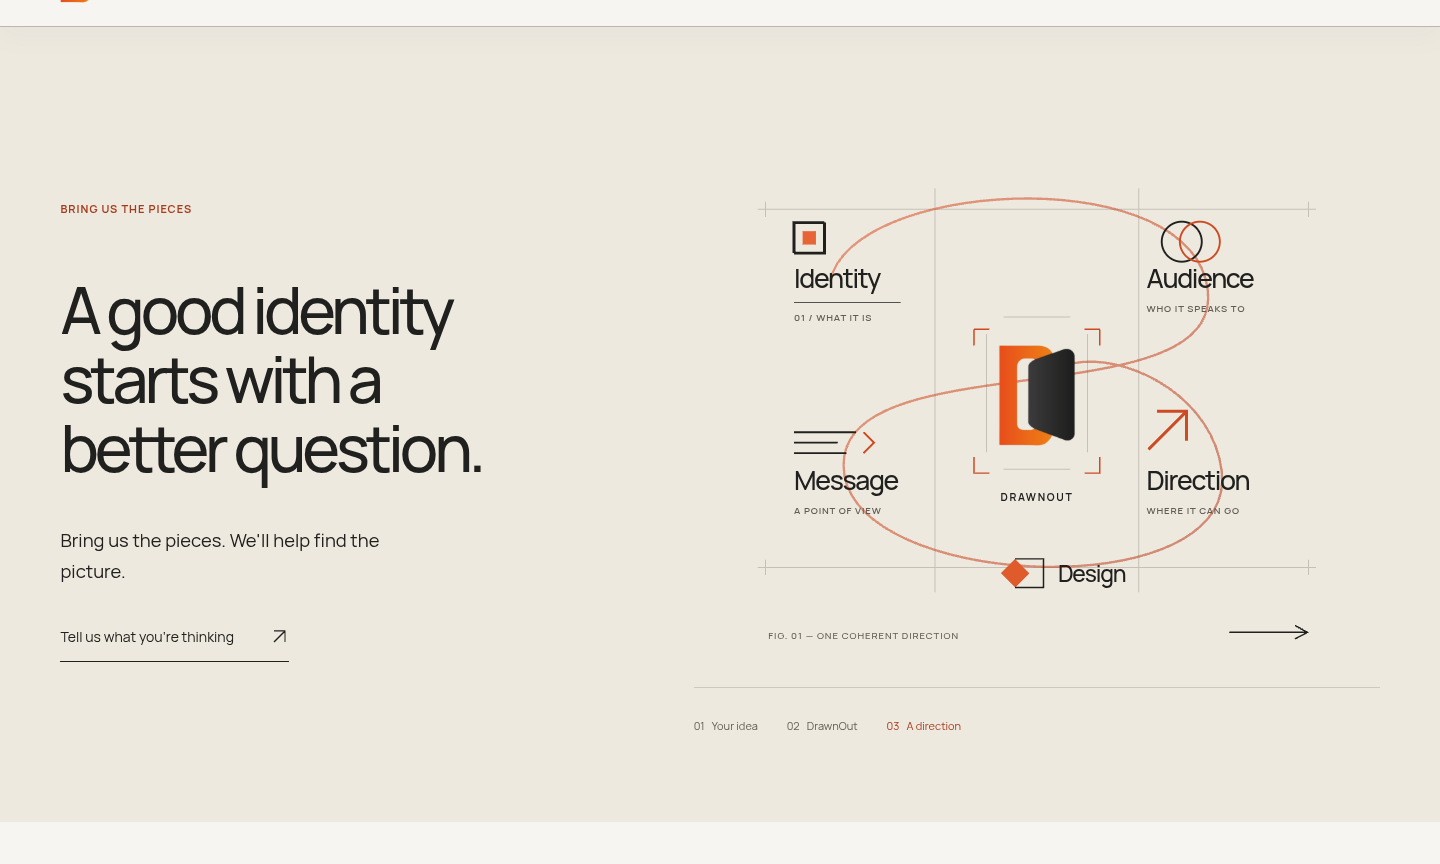 BRING US THE PIECES
A good identity
starts with a
better question.
Bring us the pieces. We'll help find the
picture.
Tell us what you're thinking
Identity
01 / WHAT IT IS
Audience
WHO IT SPEAKS TO
Message
A POINT OF VIEW
DRAWNOUT
Direction
WHERE IT CAN GO
Design
FIG. 01 — ONE COHERENT DIRECTION
01 Your idea
02 DrawnOut
03 A direction